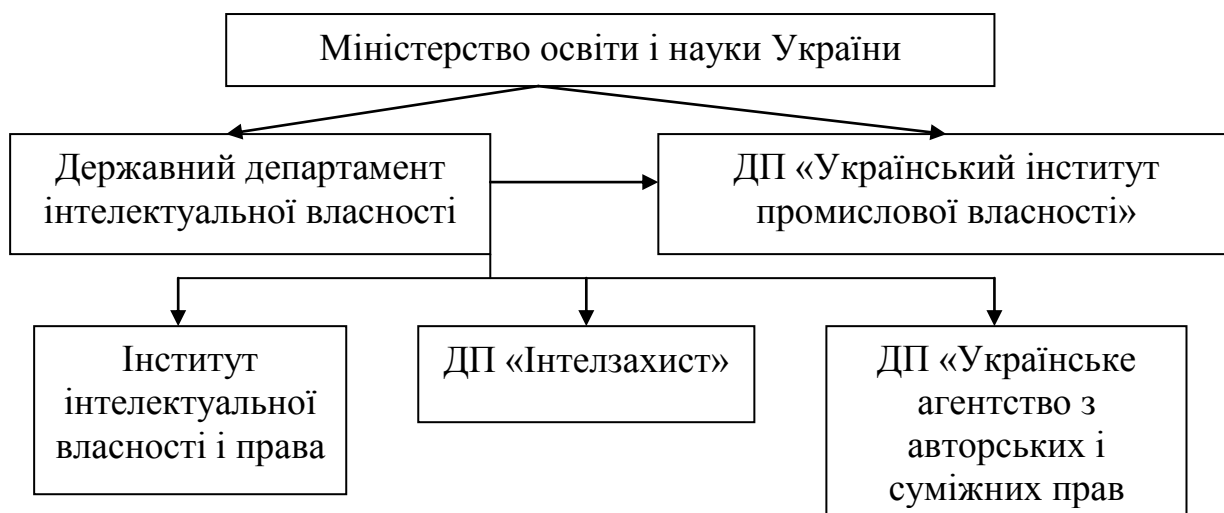 Міністерство освіти і науки України
Державний департамент
інтелектуальної власності
ДП «Український інститут
промислової власності»
Інститут
інтелектуальної
власності і права
ДП «Інтелзахист»
ДП «Українське
агентство з
авторських і
суміжних прав